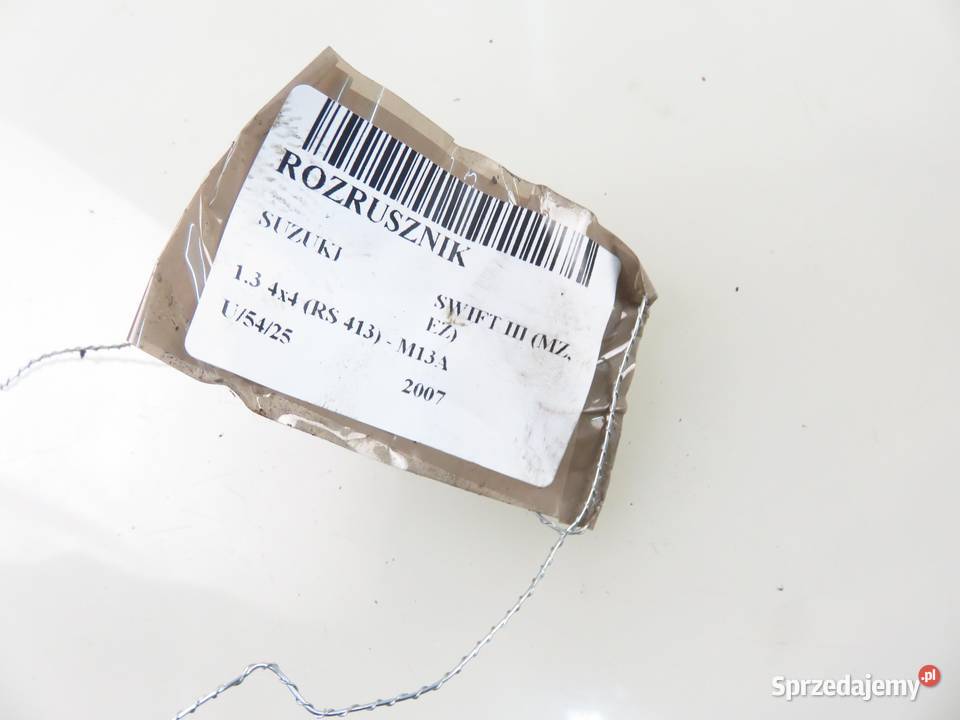 ROZRUSZNIK
SUZUKI
SWIFT III (MZ,
EZ)
1.3 4x4 (RS 413) - M13A
U/54/25
2007
Sprzedajemy.pl